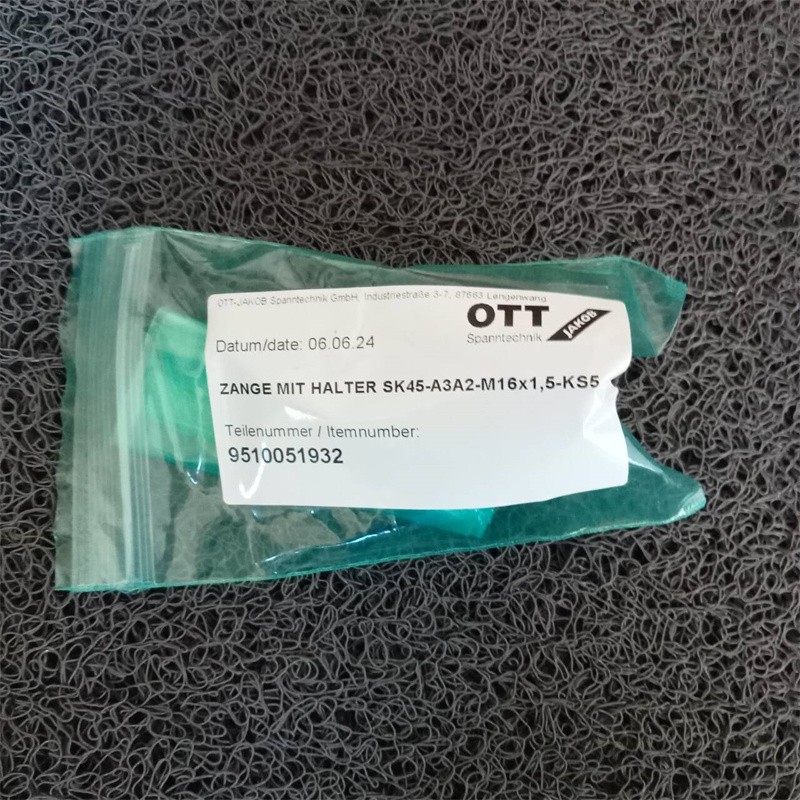 OTT-JAKOB Spanntechnik GmbH, Industriestraße 3-7, 87663 Lengenwang
OTT JAKOB
Spanntechnik
Datum/date: 06.06.24
ZANGE MIT HALTER SK45-A3A2-M16x1,5-KS5
Teilenummer / Itemnumber:
9510051932